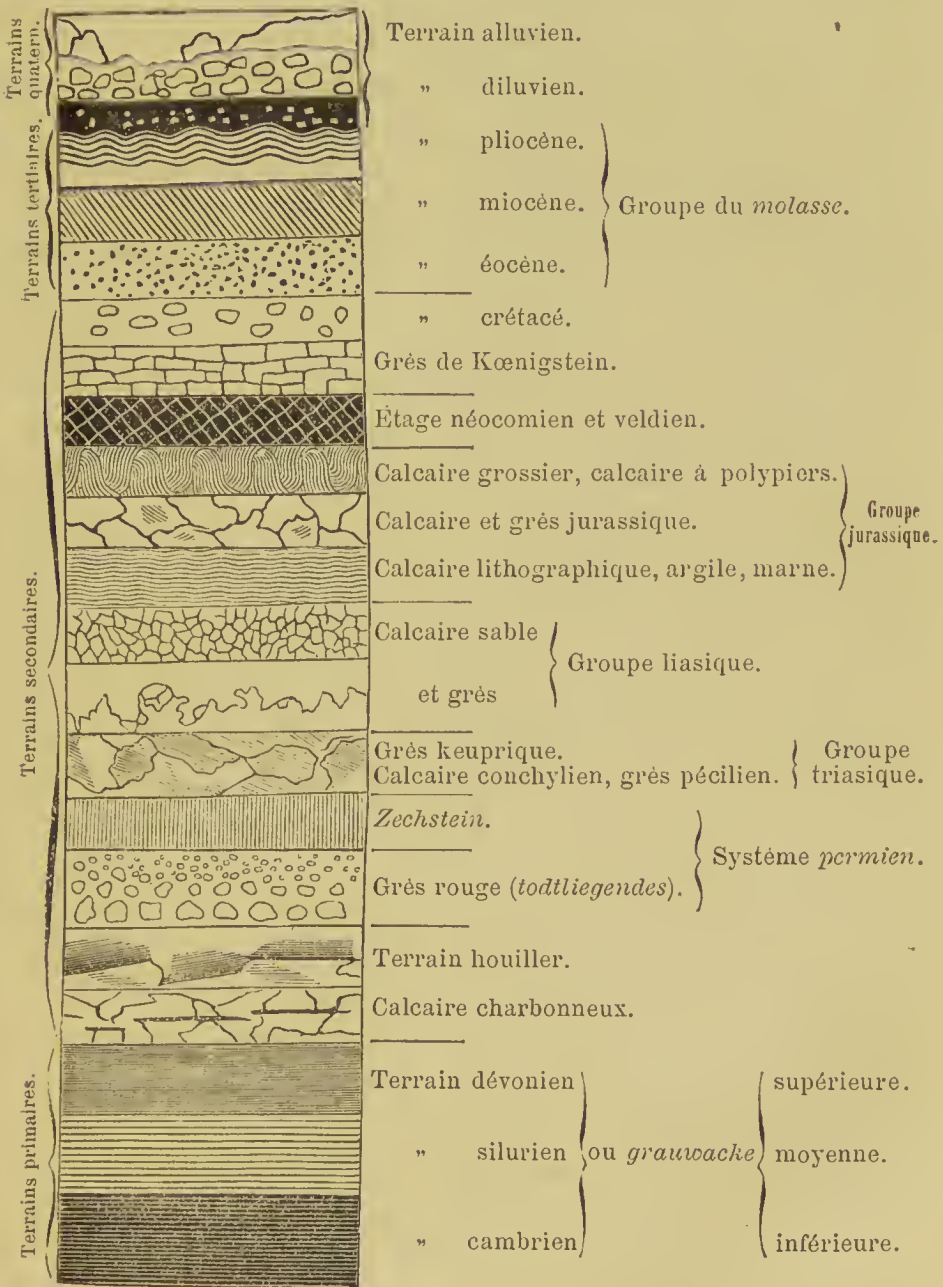 Terrains
quatern.
Terrains tertiaires.
Terrains secondaires.
Terrains primaires.
Terrain alluvien.
„ diluvien.
„ pliocène.
„ miocène. Groupe du molasse.
„ éocène.
„ crétacé.
Grès de Kœnigstein.
Étage néocomien et veldien.
Calcaire grossier, calcaire à polypiers.
Calcaire et grès jurassique.
Groupe
jurassique.
Calcaire lithographique, argile, marne.
Calcaire sable
Groupe liasique.
et grès
Grès keuprique.
Calcaire conchylien, grès pécilien.
Groupe
triasique.
Zechstein.
Système permien.
Grès rouge (todtliegendes).
Terrain houiller.
Calcaire charbonneux.
Terrain dévonien supérieure.
„ silurien ou grauwacke moyenne.
„ cambrien inférieure.